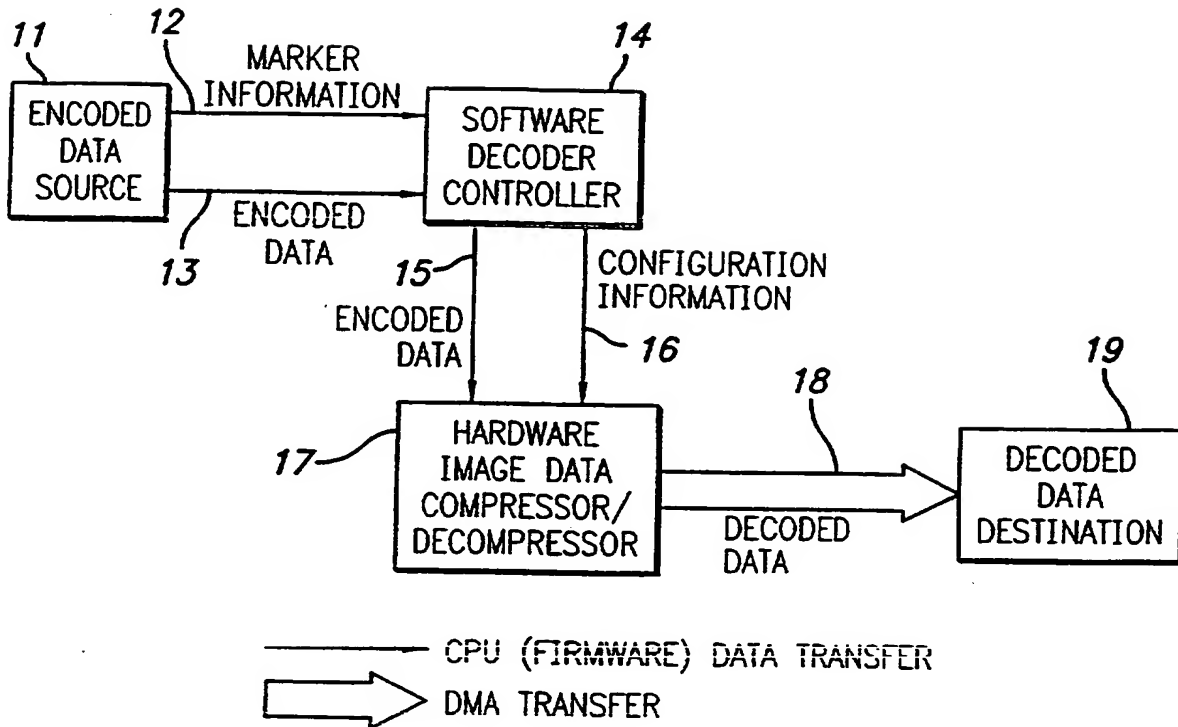 11
12
MARKER
INFORMATION
14
ENCODED
DATA
SOURCE
SOFTWARE
DECODER
CONTROLLER
13
ENCODED
DATA
15
ENCODED
DATA
CONFIGURATION
INFORMATION
16
17
HARDWARE
IMAGE DATA
COMPRESSOR/
DECOMPRESSOR
18
DECODED
DATA
19
DECODED
DATA
DESTINATION
CPU (FIRMWARE) DATA TRANSFER
DMA TRANSFER